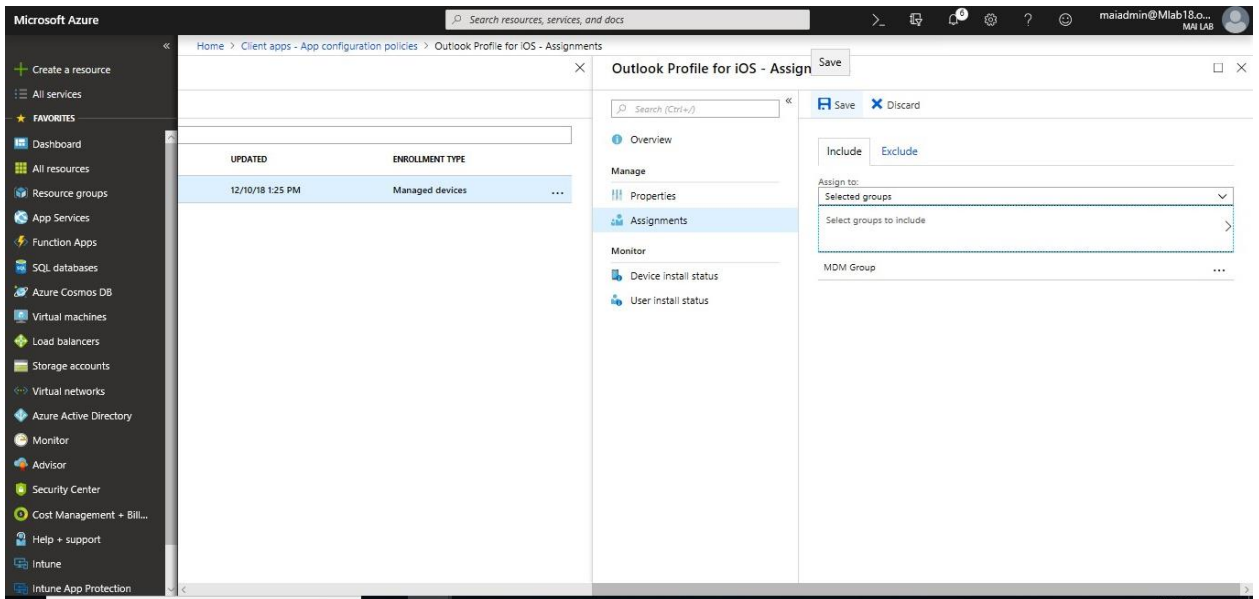 Microsoft Azure
Search resources, services, and docs
6
maiadmin@Mlab18.o...
MAI LAB
Home > Client apps - App configuration policies > Outlook Profile for iOS - Assignments
Create a resource
All services
FAVORITES
Dashboard
All resources
Resource groups
App Services
Function Apps
SQL databases
Azure Cosmos DB
Virtual machines
Load balancers
Storage accounts
Virtual networks
Azure Active Directory
Monitor
Advisor
Security Center
Cost Management + Bill...
Help + support
Intune
Intune App Protection
UPDATED ENROLLMENT TYPE
12/10/18 1:25 PM Managed devices ...
Outlook Profile for iOS - Assign
Save
Search (Ctrl+/)
Overview
Manage
Properties
Assignments
Monitor
Device install status
User install status
Save Discard
Include Exclude
Assign to:
Selected groups
Select groups to include
MDM Group ...